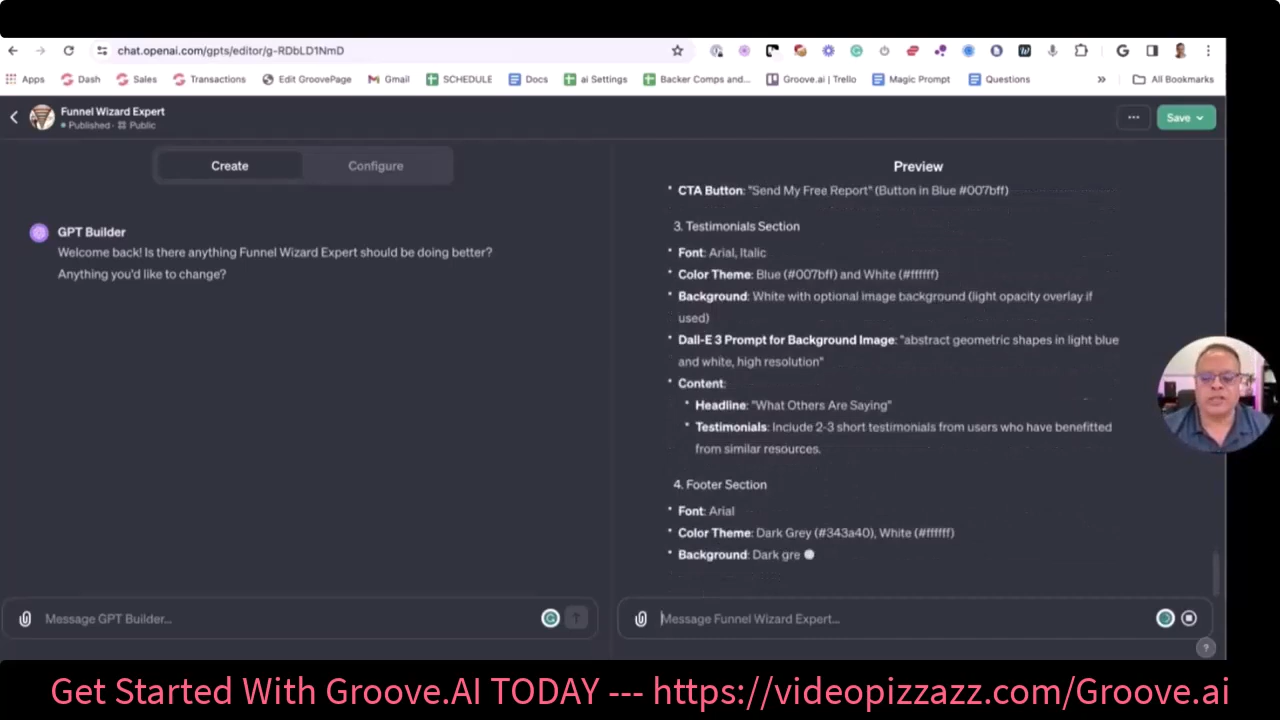 chat.openai.com/gpts/editor/g-RDbLD1NmD
Apps Dash Sales Transactions Edit GroovePage Gmail SCHEDULE Docs ai Settings Backer Comps and... Groove.ai | Trello Magic Prompt Questions » All Bookmarks
Funnel Wizard Expert
Published · Public
Save
Create Configure
Preview
GPT Builder
Welcome back! Is there anything Funnel Wizard Expert should be doing better?
Anything you'd like to change?
• CTA Button: "Send My Free Report" (Button in Blue #007bff)
3. Testimonials Section
• Font: Arial, Italic
• Color Theme: Blue (#007bff) and White (#ffffff)
• Background: White with optional image background (light opacity overlay if
used)
• Dall-E 3 Prompt for Background Image: "abstract geometric shapes in light blue
and white, high resolution"
• Content:
• Headline: "What Others Are Saying"
• Testimonials: Include 2-3 short testimonials from users who have benefitted
from similar resources.
4. Footer Section
• Font: Arial
• Color Theme: Dark Grey (#343a40), White (#ffffff)
• Background: Dark gre
Message GPT Builder...
Message Funnel Wizard Expert...
?
Get Started With Groove.AI TODAY --- https://videopizzazz.com/Groove.ai